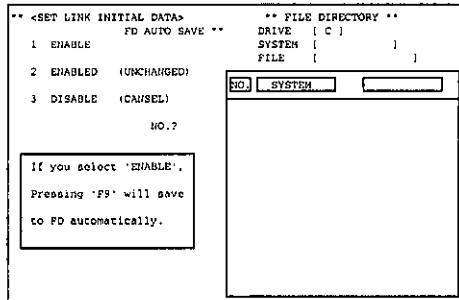 ** <SET LINK INITIAL DATA>
FD AUTO SAVE **
1 ENABLE
2 ENABLED (UNCHANGED)
3 DISABLE (CANSEL)
NO.?
If you select 'ENABLE',
Pressing 'F9' will save
to FD automatically.
** FILE DIRECTORY **
DRIVE [ C ]
SYSTEM [ ]
FILE [ ]
NO. SYSTEM